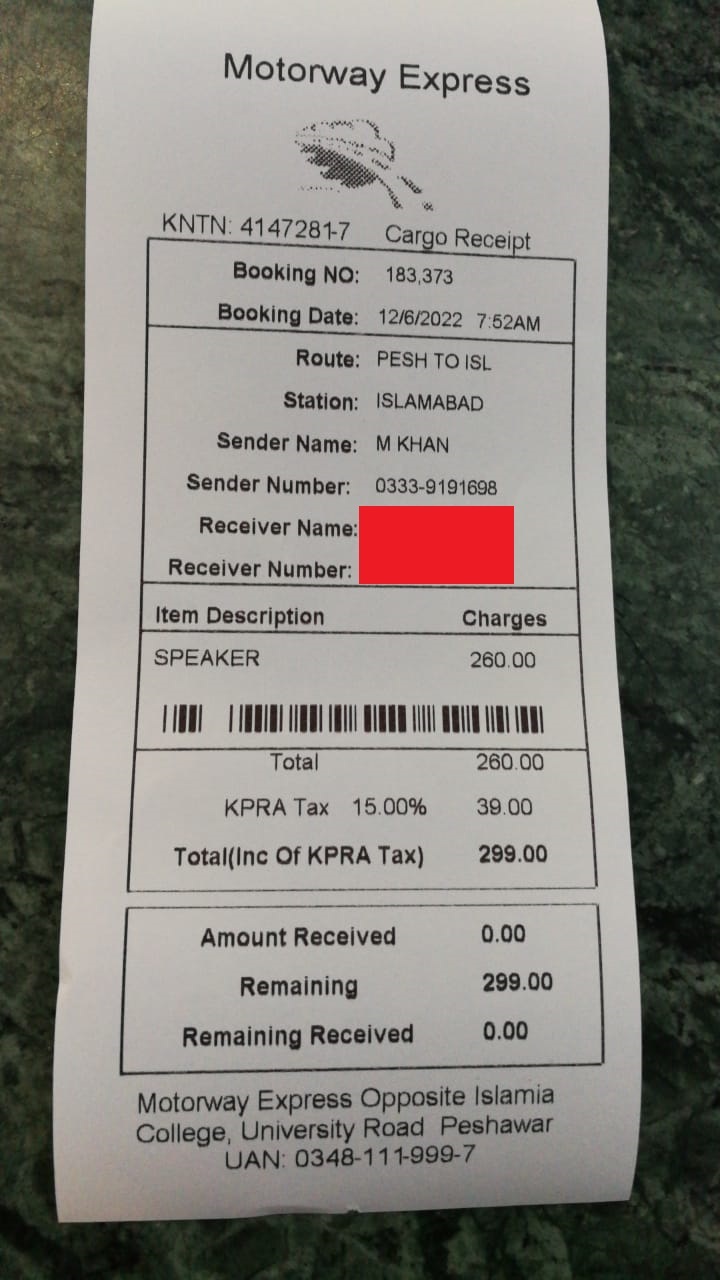 Motorway Express
KNTN: 4147281-7 Cargo Receipt
Booking NO: 183,373
Booking Date: 12/6/2022 7:52AM
Route: PESH TO ISL
Station: ISLAMABAD
Sender Name: M KHAN
Sender Number: 0333-9191698
Receiver Name:
Receiver Number:
Item Description Charges
SPEAKER 260.00
Total 260.00
KPRA Tax 15.00% 39.00
Total(Inc Of KPRA Tax) 299.00
Amount Received 0.00
Remaining 299.00
Remaining Received 0.00
Motorway Express Opposite Islamia
College, University Road Peshawar
UAN: 0348-111-999-7